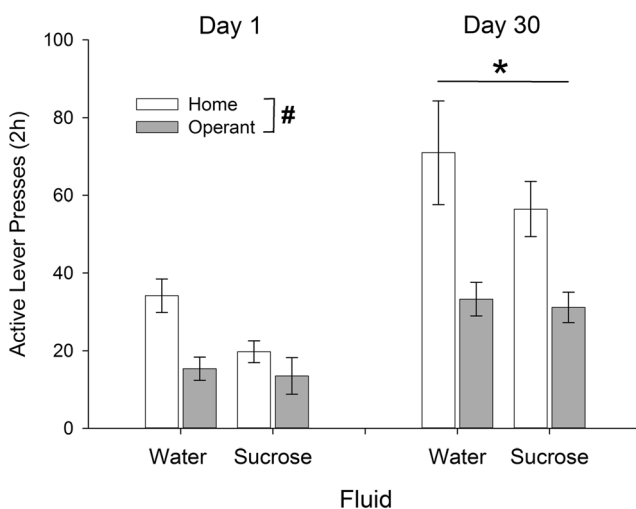 Day 1 Day 30
100
80
60
40
20
0
Active Lever Presses (2h)
Home
Operant
#
*
Water Sucrose Water Sucrose
Fluid